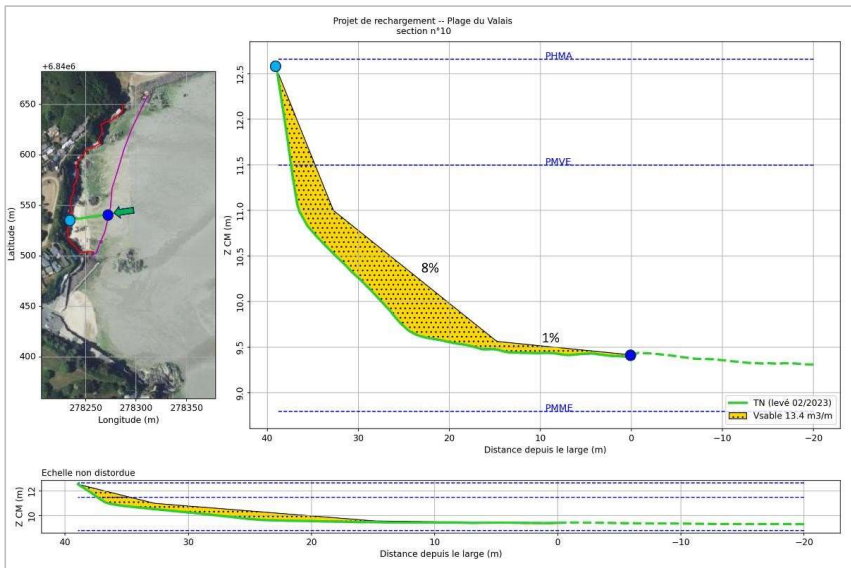 Projet de rechargement -- Plage du Valais
section n°10
+6.84e6
650
600
550
500
450
400
Latitude (m)
278250 278300 278350
Longitude (m)
PHMA
PMVE
8%
1%
PMME
12.5
12.0
11.5
11.0
10.5
10.0
9.5
9.0
Z CM (m)
TN (levé 02/2023)
Vsable 13.4 m3/m
40 30 20 10 0 −10 −20
Distance depuis le large (m)
Echelle non distordue
12
10
Z CM (m)
40 30 20 10 0 −10 −20
Distance depuis le large (m)